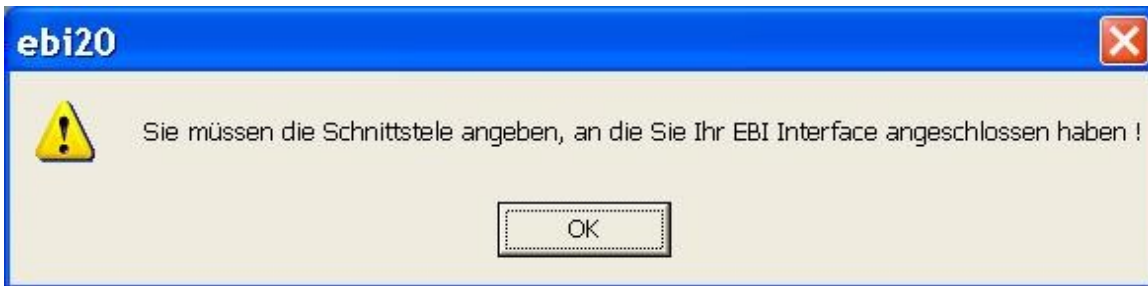 ebi20
Sie müssen die Schnittstele angeben, an die Sie Ihr EBI Interface angeschlossen haben !
OK